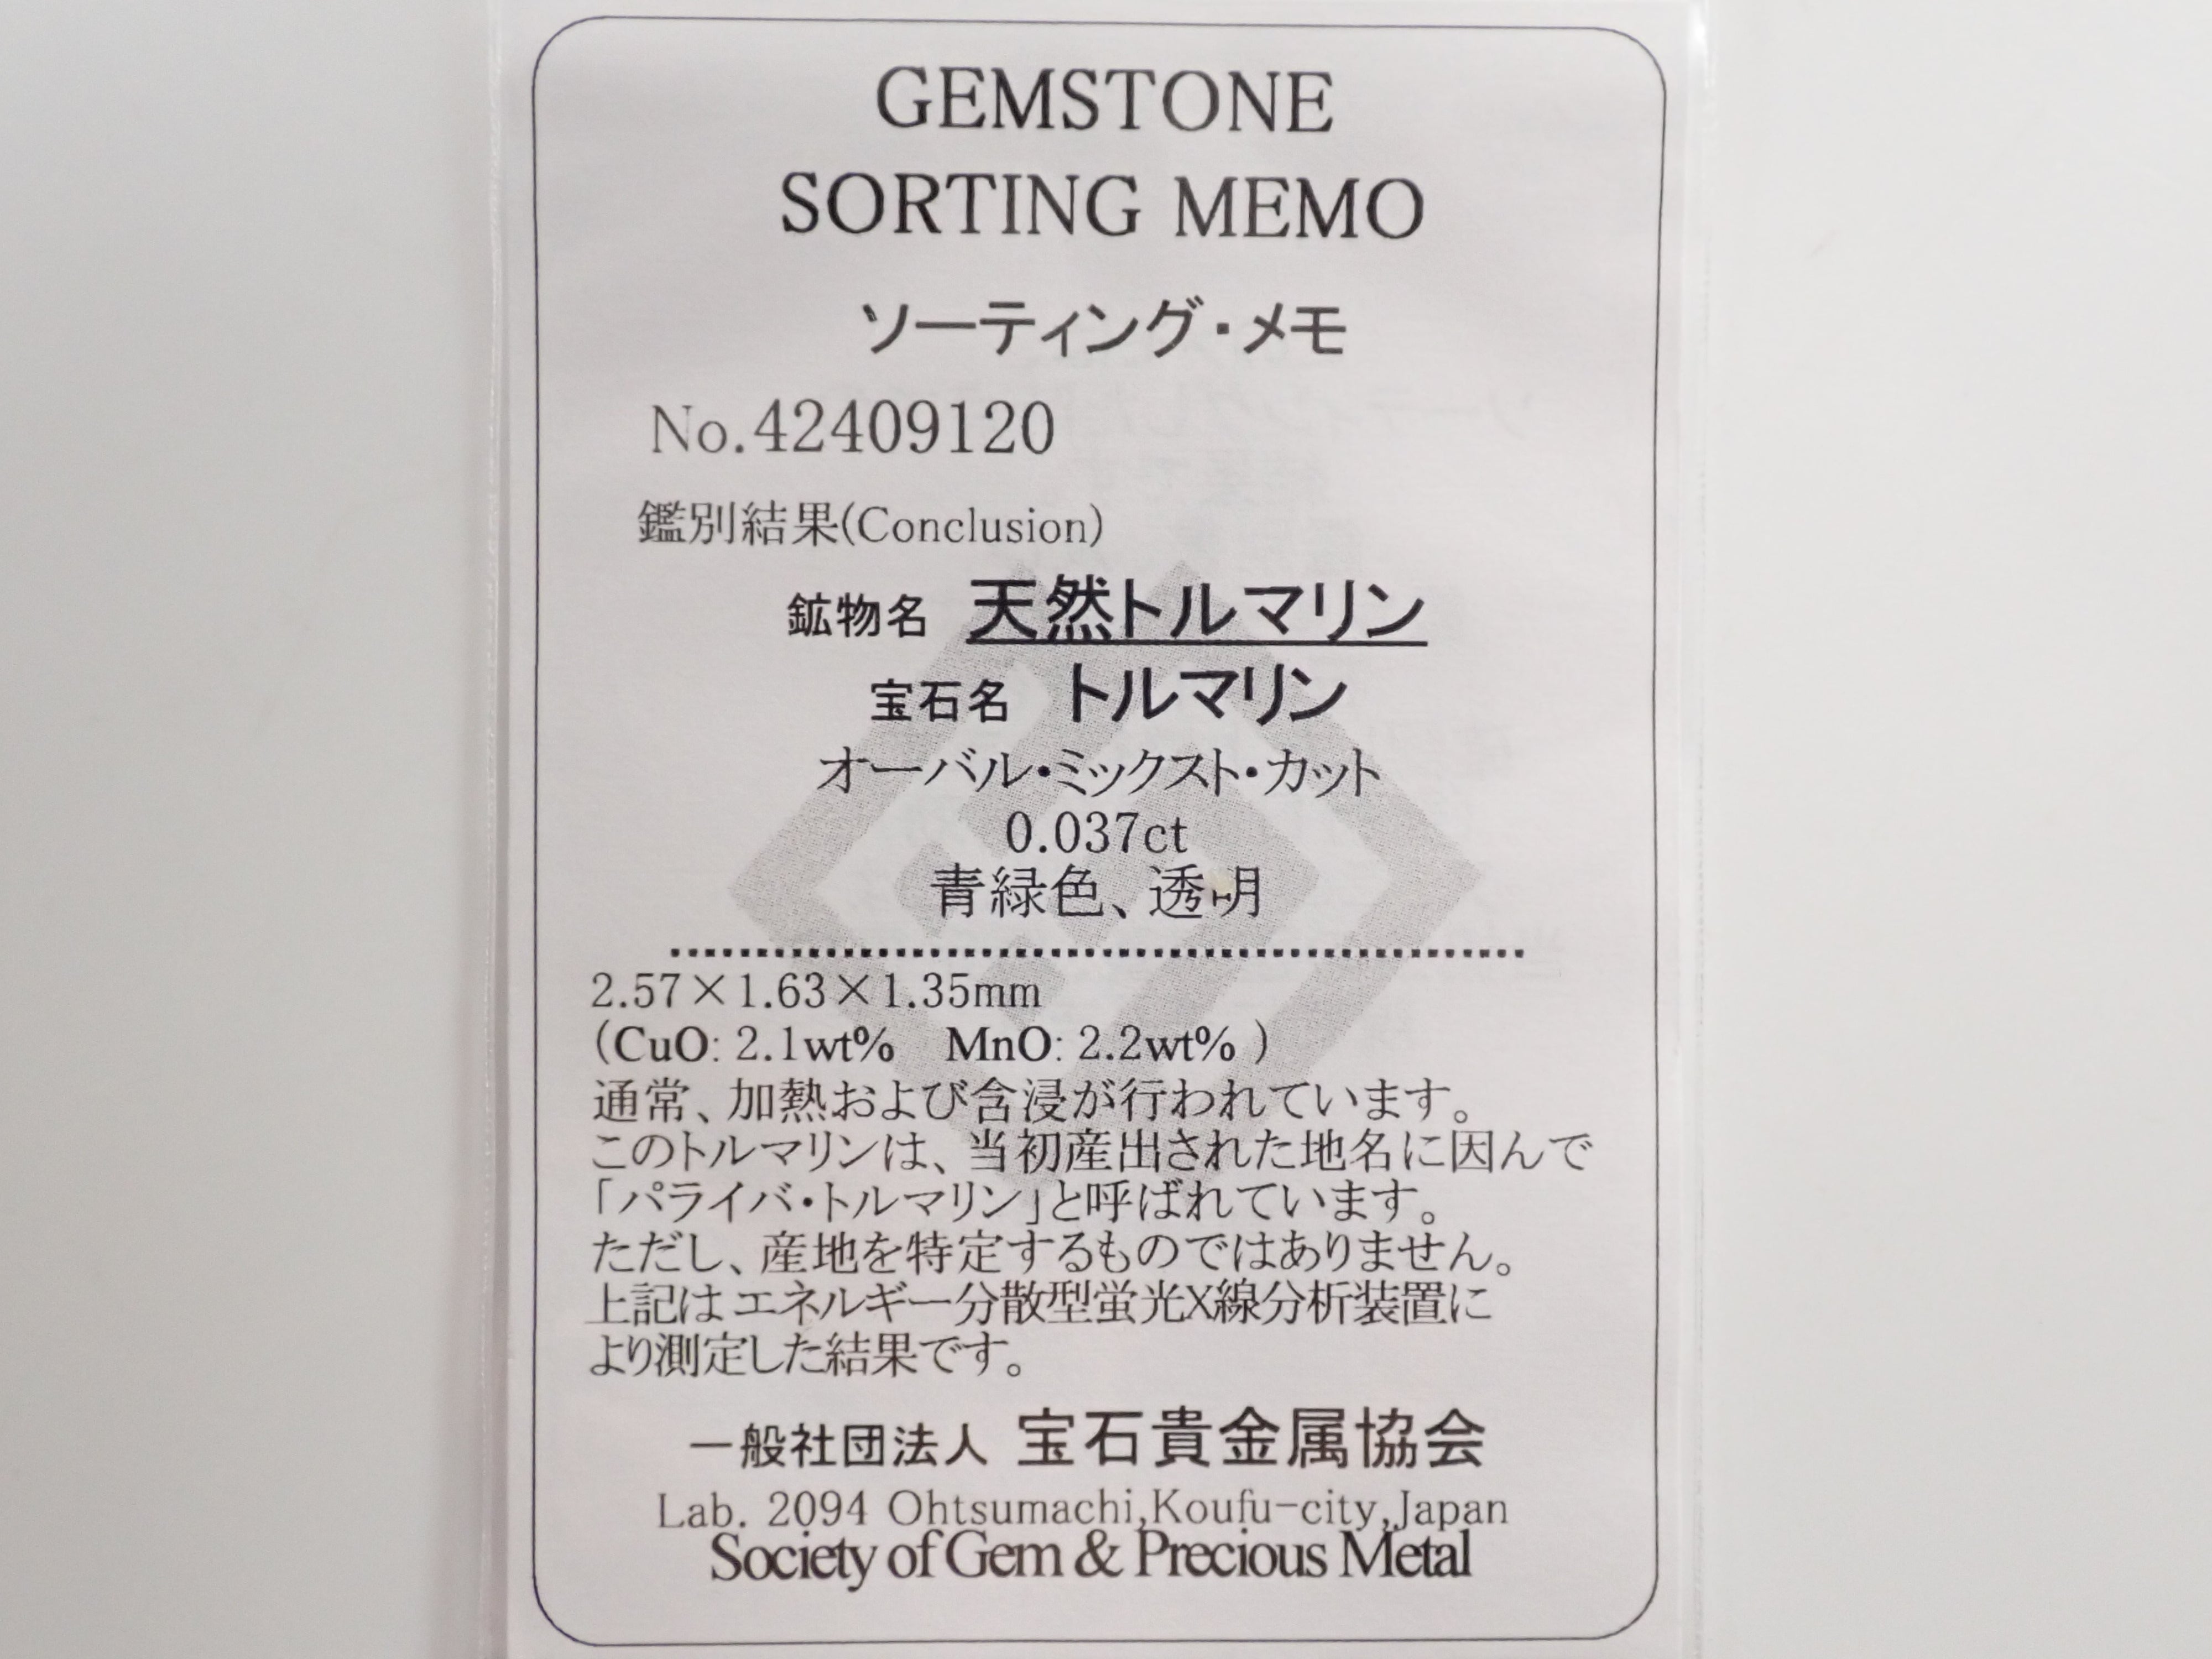 GEMSTONE
SORTING MEMO
ソーティング・メモ
No.42409120
鑑別結果(Conclusion)
鉱物名 天然トルマリン
宝石名 トルマリン
オーバル・ミックスト・カット
0.037ct
青緑色、透明
2.57×1.63×1.35mm
(CuO: 2.1wt% MnO: 2.2wt% )
通常、加熱および含浸が行われています。
このトルマリンは、当初産出された地名に因んで
「パライバ・トルマリン」と呼ばれています。
ただし、産地を特定するものではありません。
上記はエネルギー分散型蛍光X線分析装置に
より測定した結果です。
一般社団法人 宝石貴金属協会
Lab. 2094 Ohtsumachi,Koufu-city,Japan
Society of Gem & Precious Metal